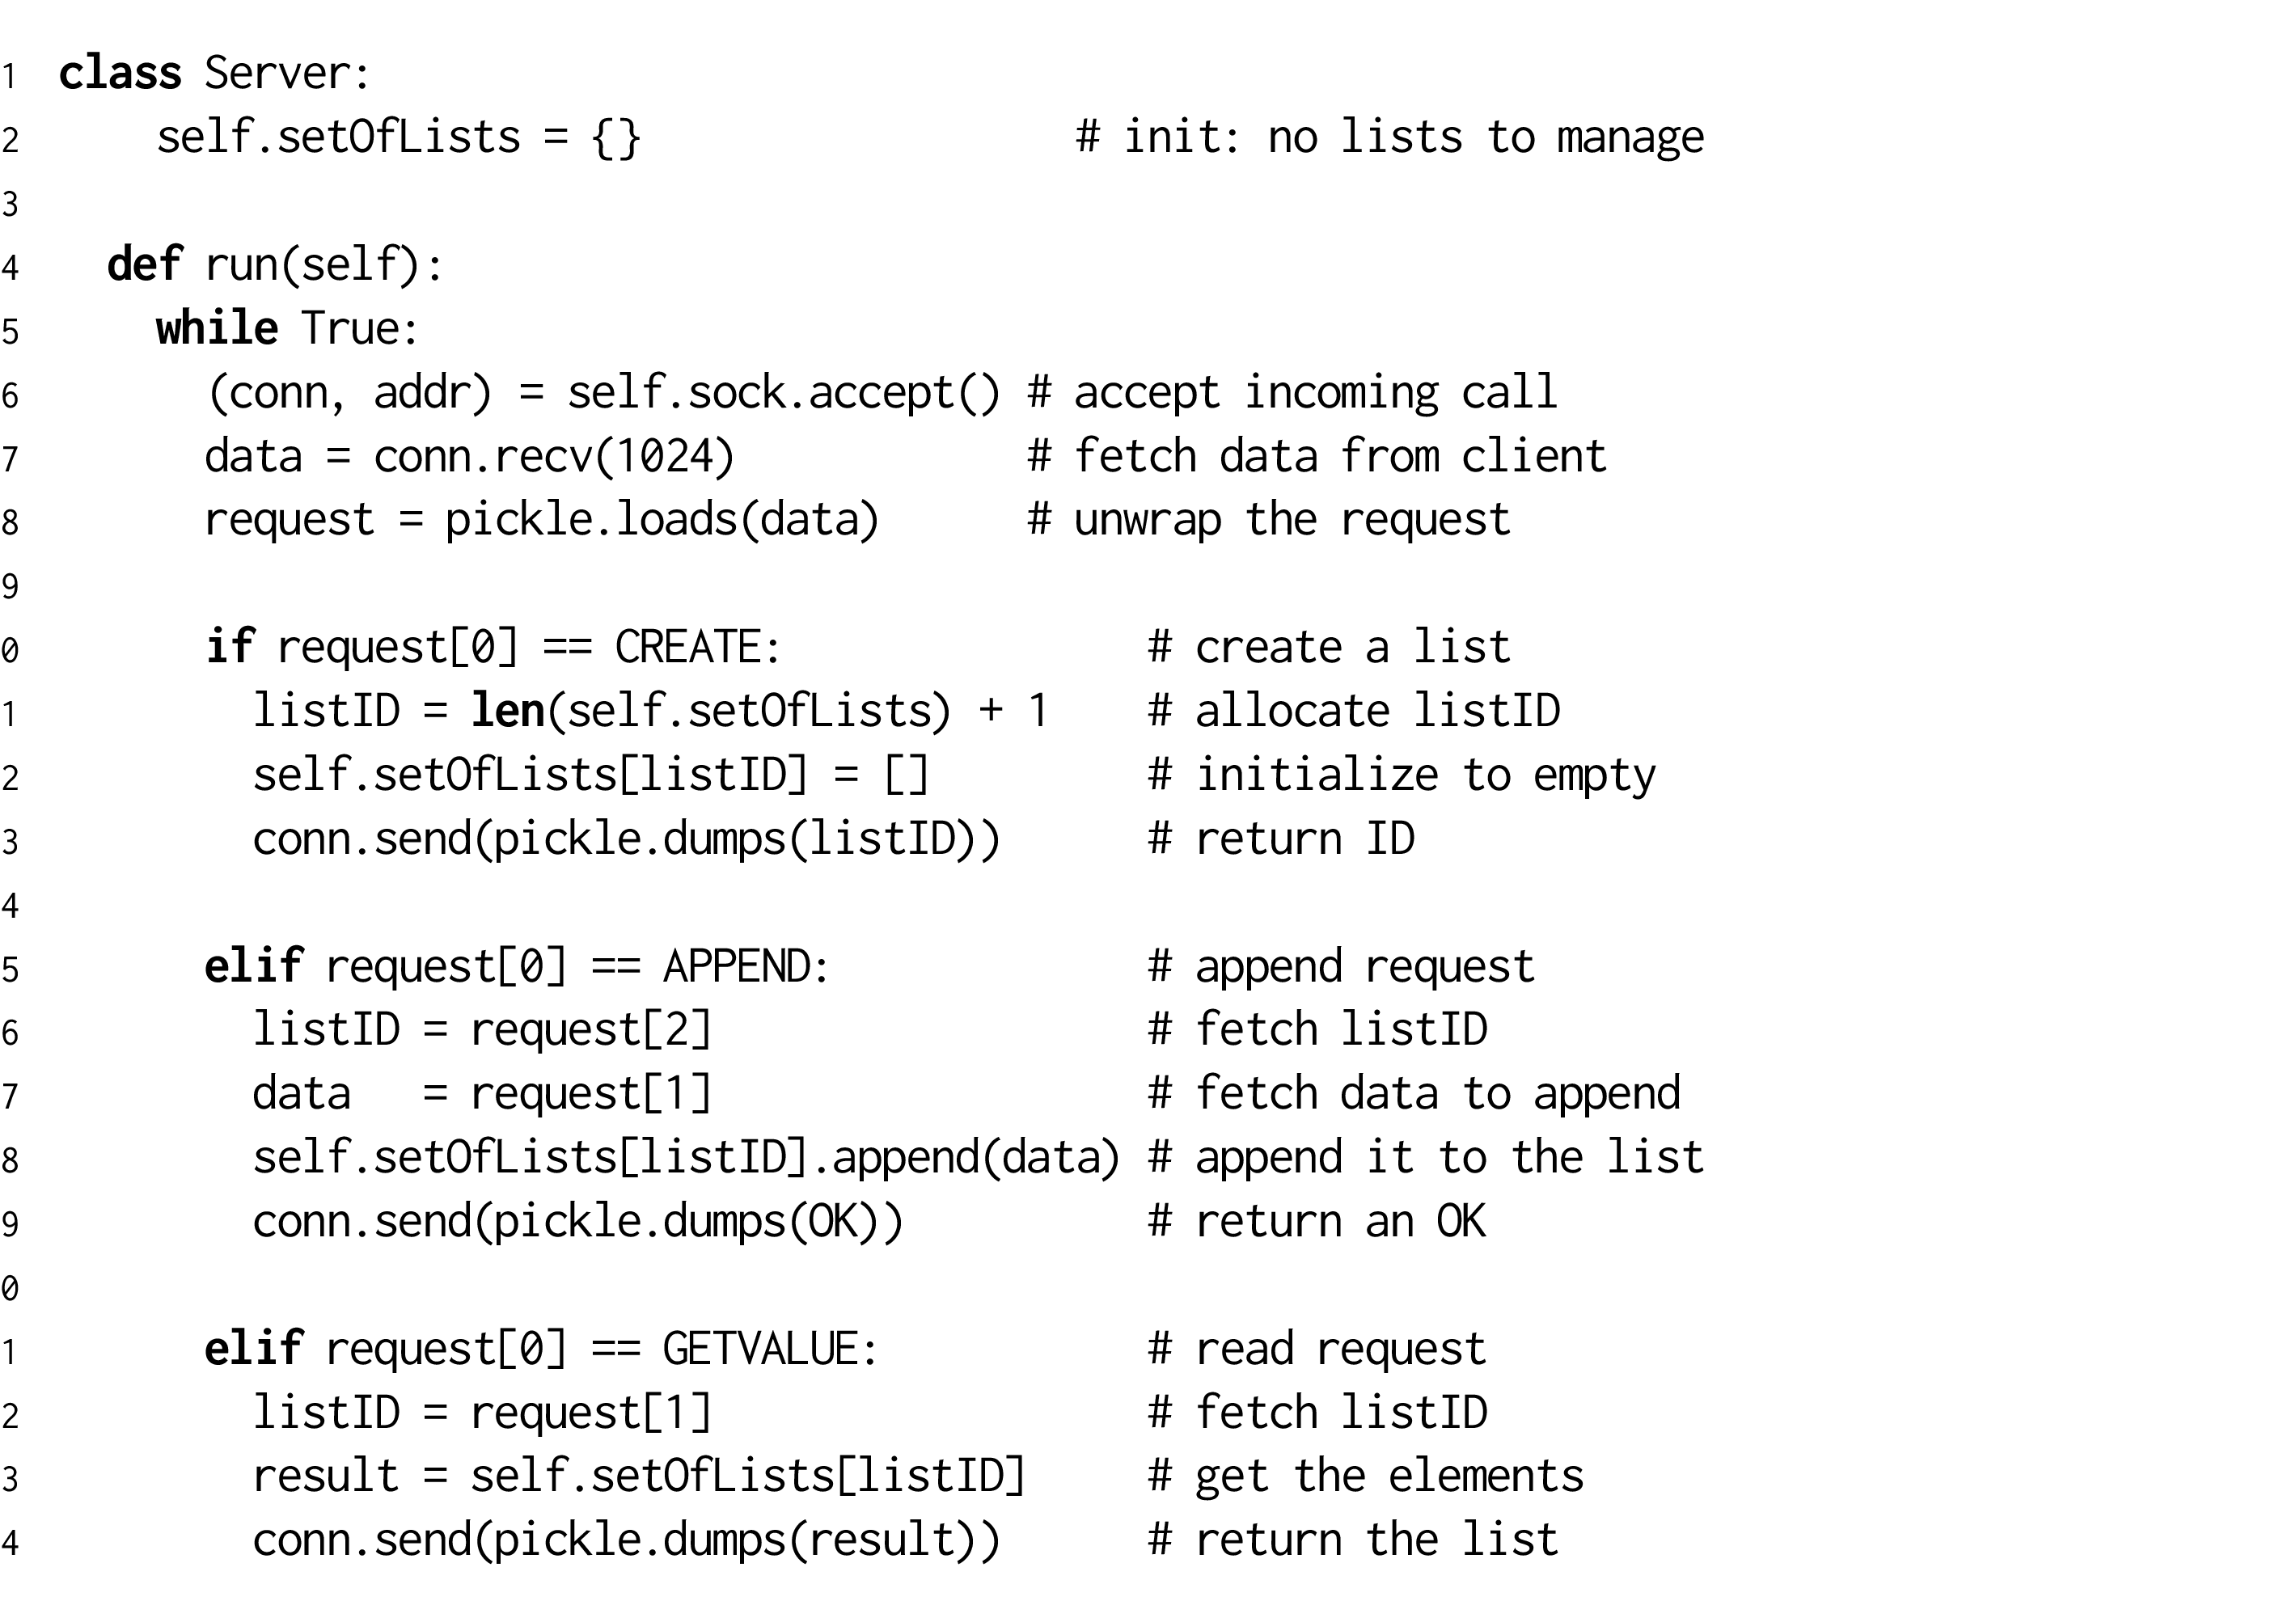 1 class Server:
2     self.setOfLists = {}                  # init: no lists to manage
3
4   def run(self):
5     while True:
6       (conn, addr) = self.sock.accept() # accept incoming call
7       data = conn.recv(1024)            # fetch data from client
8       request = pickle.loads(data)      # unwrap the request
9
0       if request[0] == CREATE:               # create a list
1         listID = len(self.setOfLists) + 1    # allocate listID
2         self.setOfLists[listID] = []         # initialize to empty
3         conn.send(pickle.dumps(listID))      # return ID
4
5       elif request[0] == APPEND:             # append request
6         listID = request[2]                  # fetch listID
7         data   = request[1]                  # fetch data to append
8         self.setOfLists[listID].append(data) # append it to the list
9         conn.send(pickle.dumps(OK))          # return an OK
0
1       elif request[0] == GETVALUE:           # read request
2         listID = request[1]                  # fetch listID
3         result = self.setOfLists[listID]     # get the elements
4         conn.send(pickle.dumps(result))      # return the list